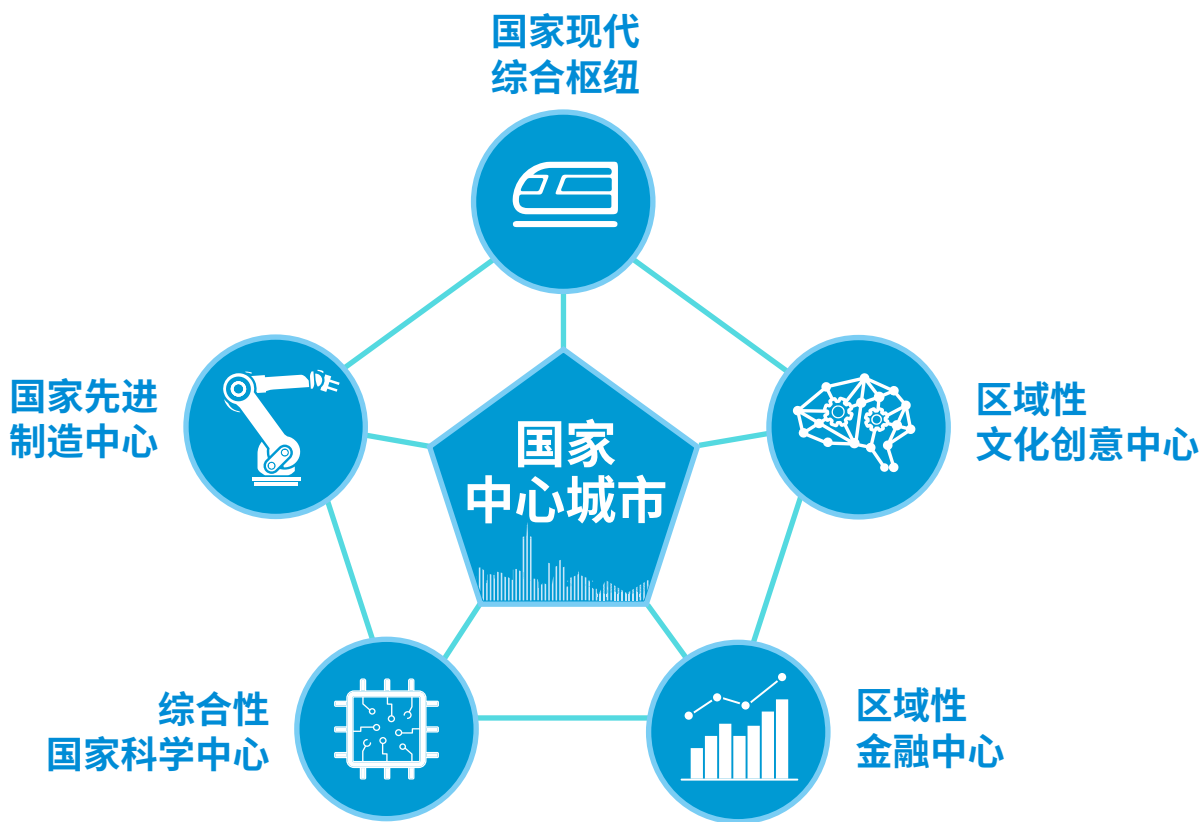 国家现代
综合枢纽
国家先进
制造中心
区域性
文化创意中心
国家
中心城市
综合性
国家科学中心
区域性
金融中心